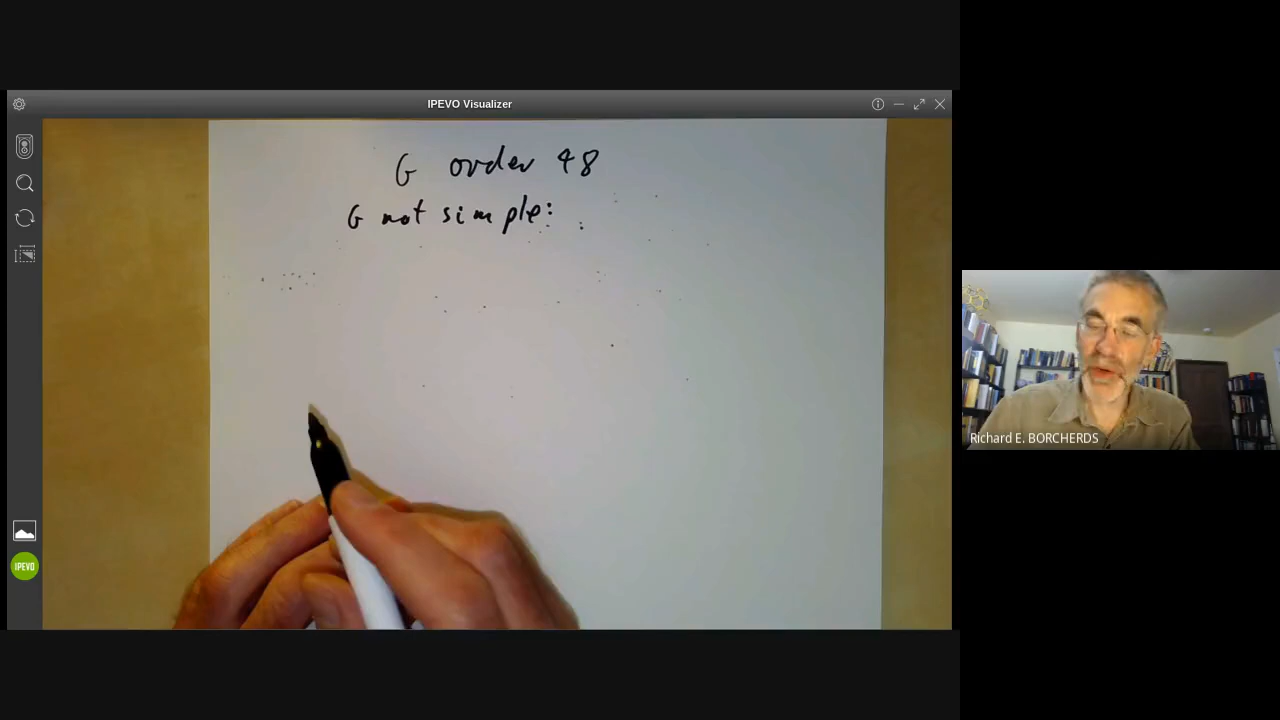 IPEVO Visualizer
G order 48
G not simple:
Richard E. BORCHERDS
IPEVO